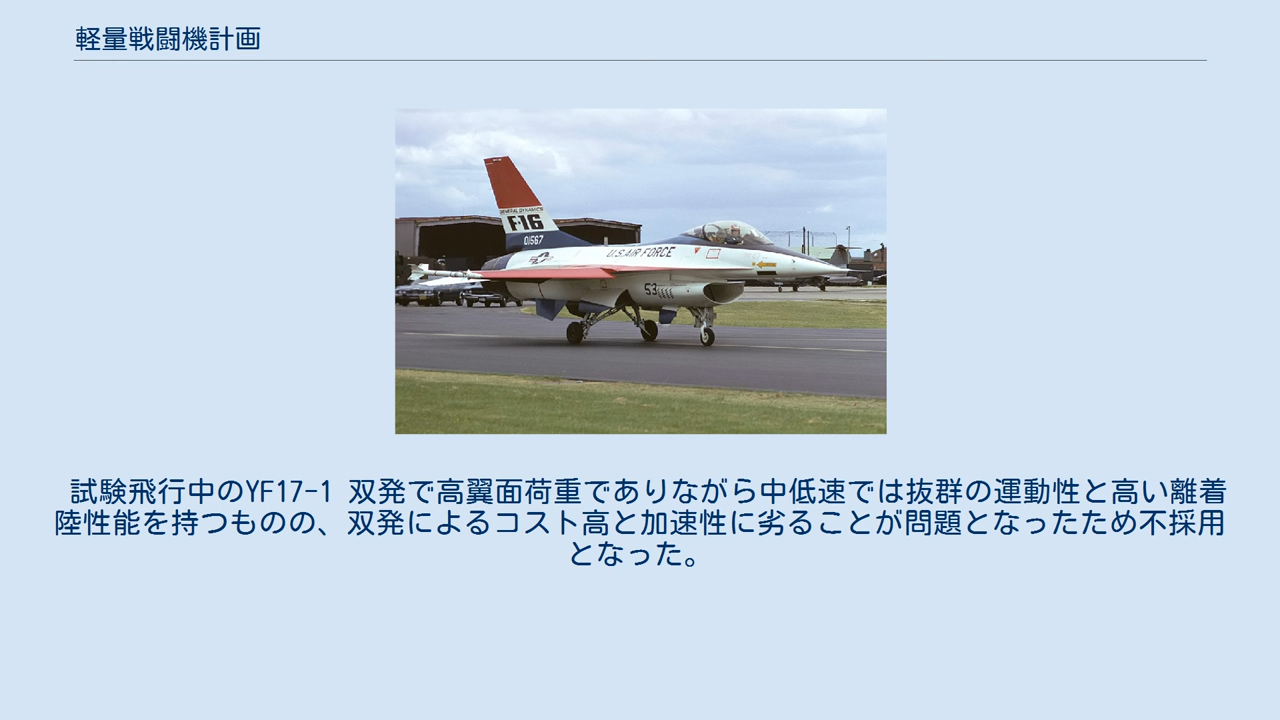 軽量戦闘機計画
GENERAL DYNAMICS
F-16
01567
U.S. AIR FORCE
53
試験飛行中のYF17-1 双発で高翼面荷重でありながら中低速では抜群の運動性と高い離着
陸性能を持つものの、双発によるコスト高と加速性に劣ることが問題となったため不採用
となった。